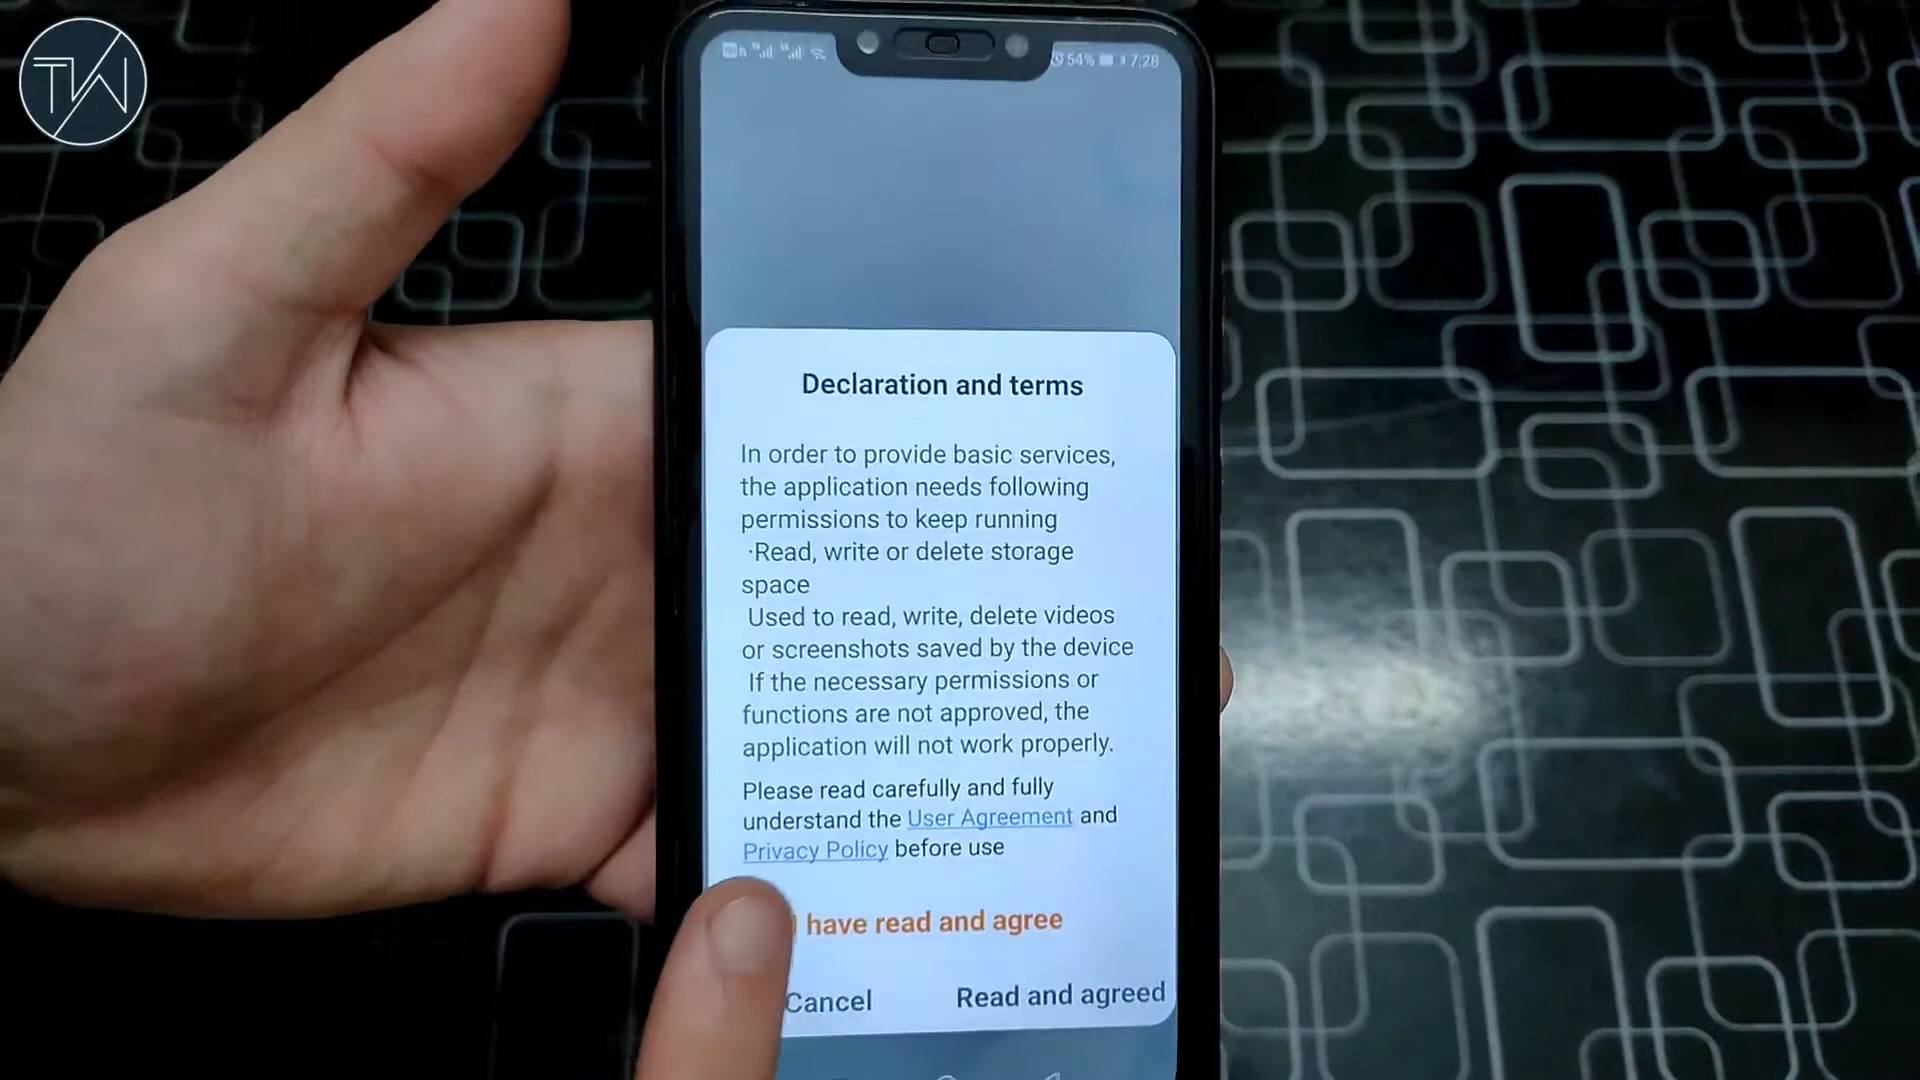 TW
54% 7:28
Declaration and terms
In order to provide basic services,
the application needs following
permissions to keep running
·Read, write or delete storage
space
Used to read, write, delete videos
or screenshots saved by the device
If the necessary permissions or
functions are not approved, the
application will not work properly.
Please read carefully and fully
understand the User Agreement and
Privacy Policy before use
I have read and agree
Cancel Read and agreed